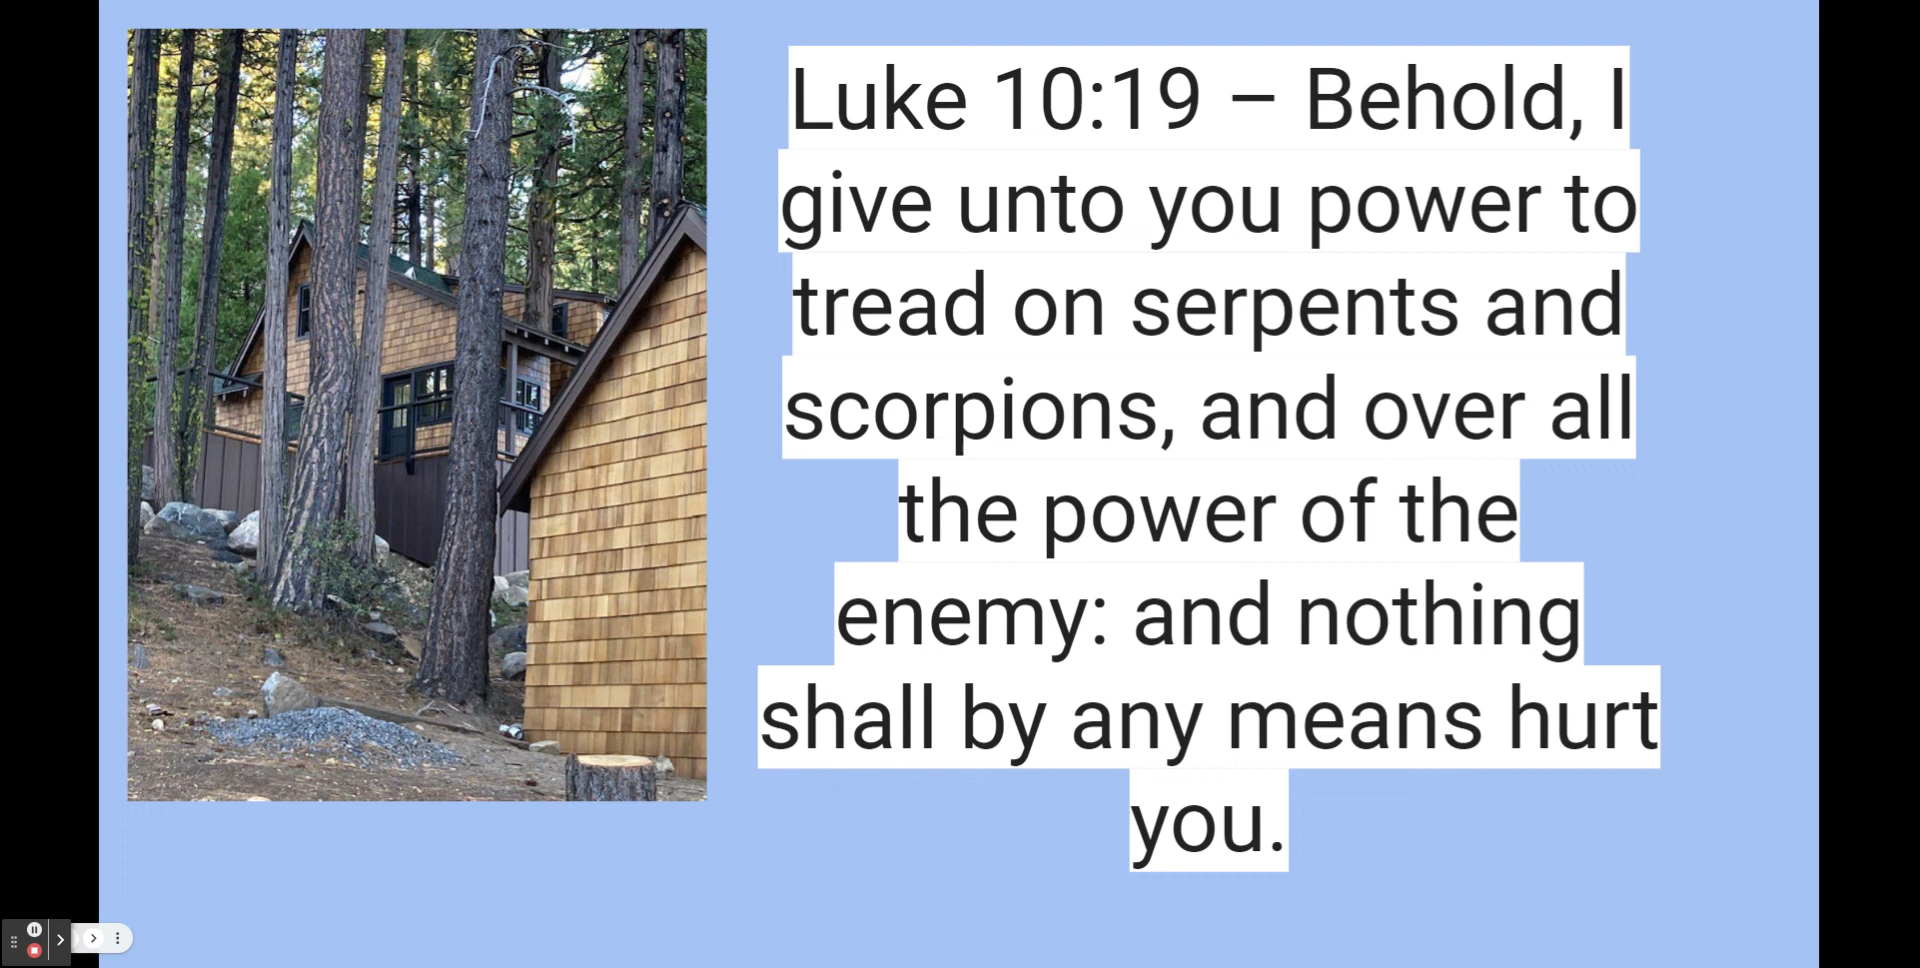 Luke 10:19 – Behold, I
give unto you power to
tread on serpents and
scorpions, and over all
the power of the
enemy: and nothing
shall by any means hurt
you.